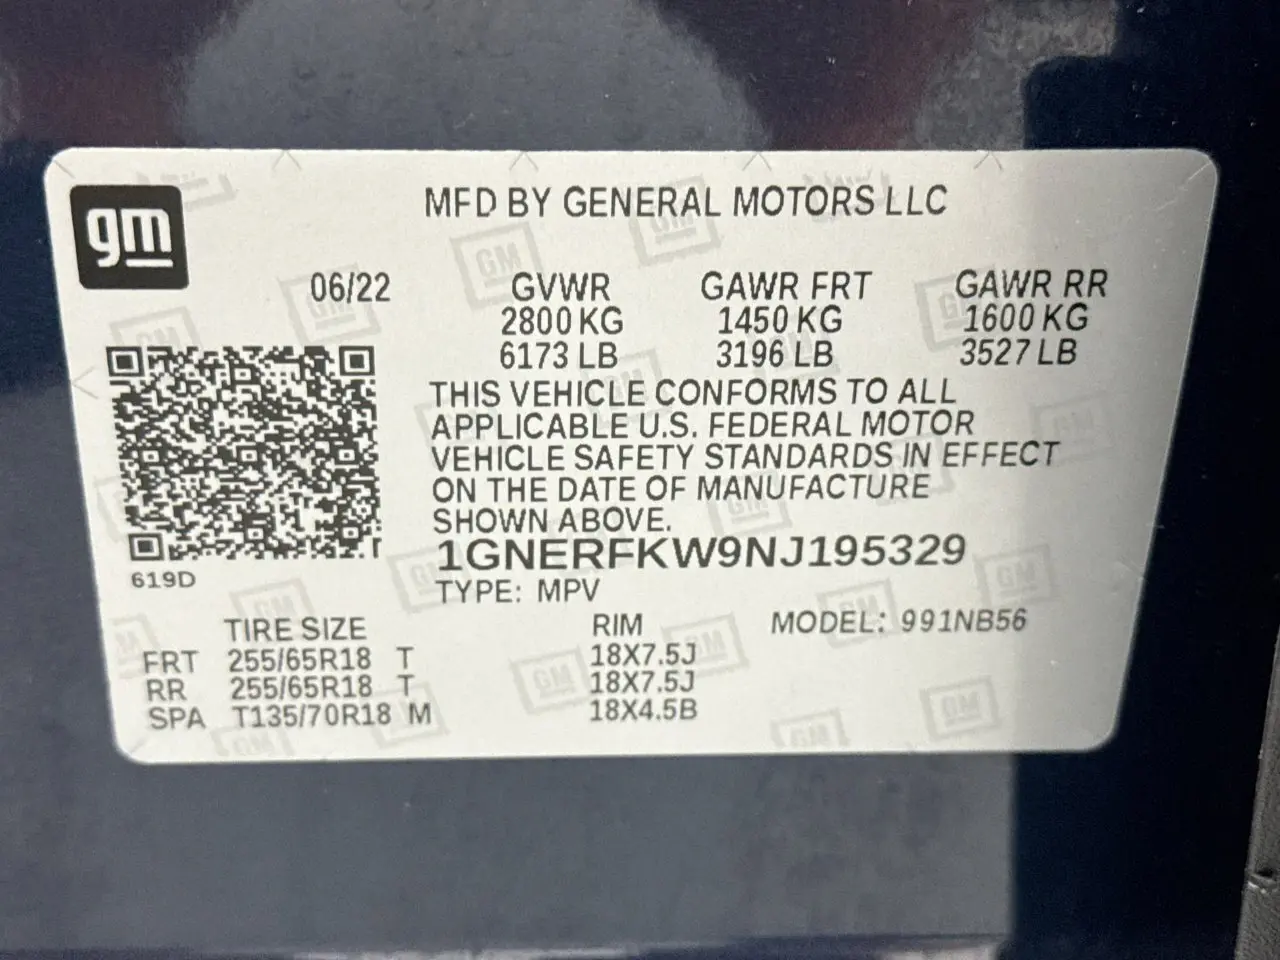 gm
MFD BY GENERAL MOTORS LLC
06/22 GVWR GAWR FRT GAWR RR
2800 KG 1450 KG 1600 KG
6173 LB 3196 LB 3527 LB
THIS VEHICLE CONFORMS TO ALL
APPLICABLE U.S. FEDERAL MOTOR
VEHICLE SAFETY STANDARDS IN EFFECT
ON THE DATE OF MANUFACTURE
SHOWN ABOVE.
1GNERFKW9NJ195329
619D
TYPE: MPV
TIRE SIZE RIM MODEL: 991NB56
FRT 255/65R18 T 18X7.5J
RR 255/65R18 T 18X7.5J
SPA T135/70R18 M 18X4.5B